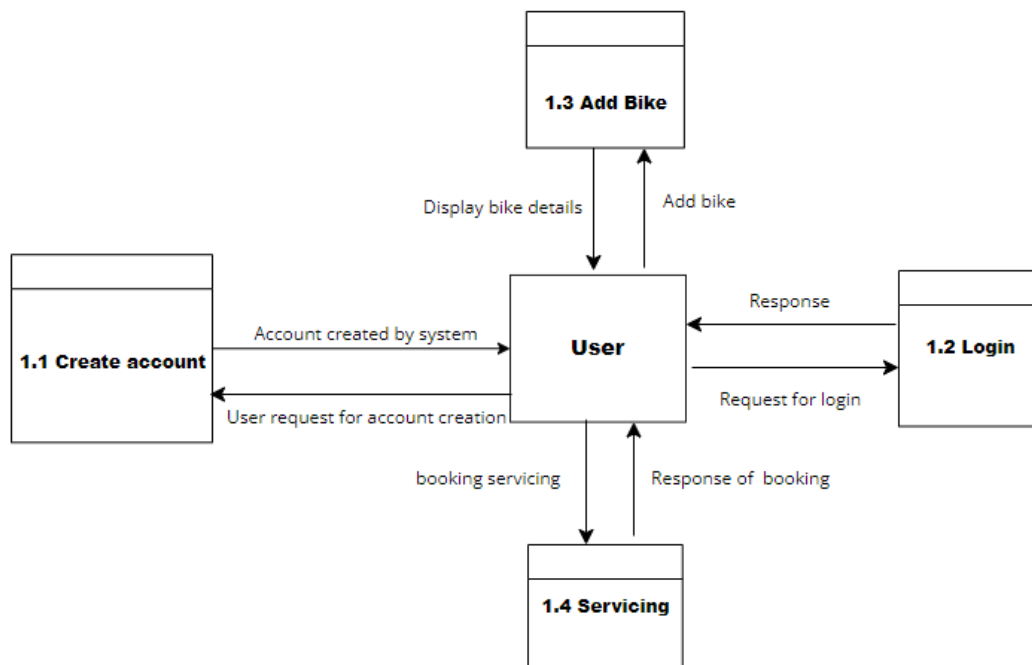 1.3 Add Bike
Display bike details
Add bike
Response
Account created by system
User
1.2 Login
1.1 Create account
Request for login
User request for account creation
booking servicing
Response of booking
1.4 Servicing